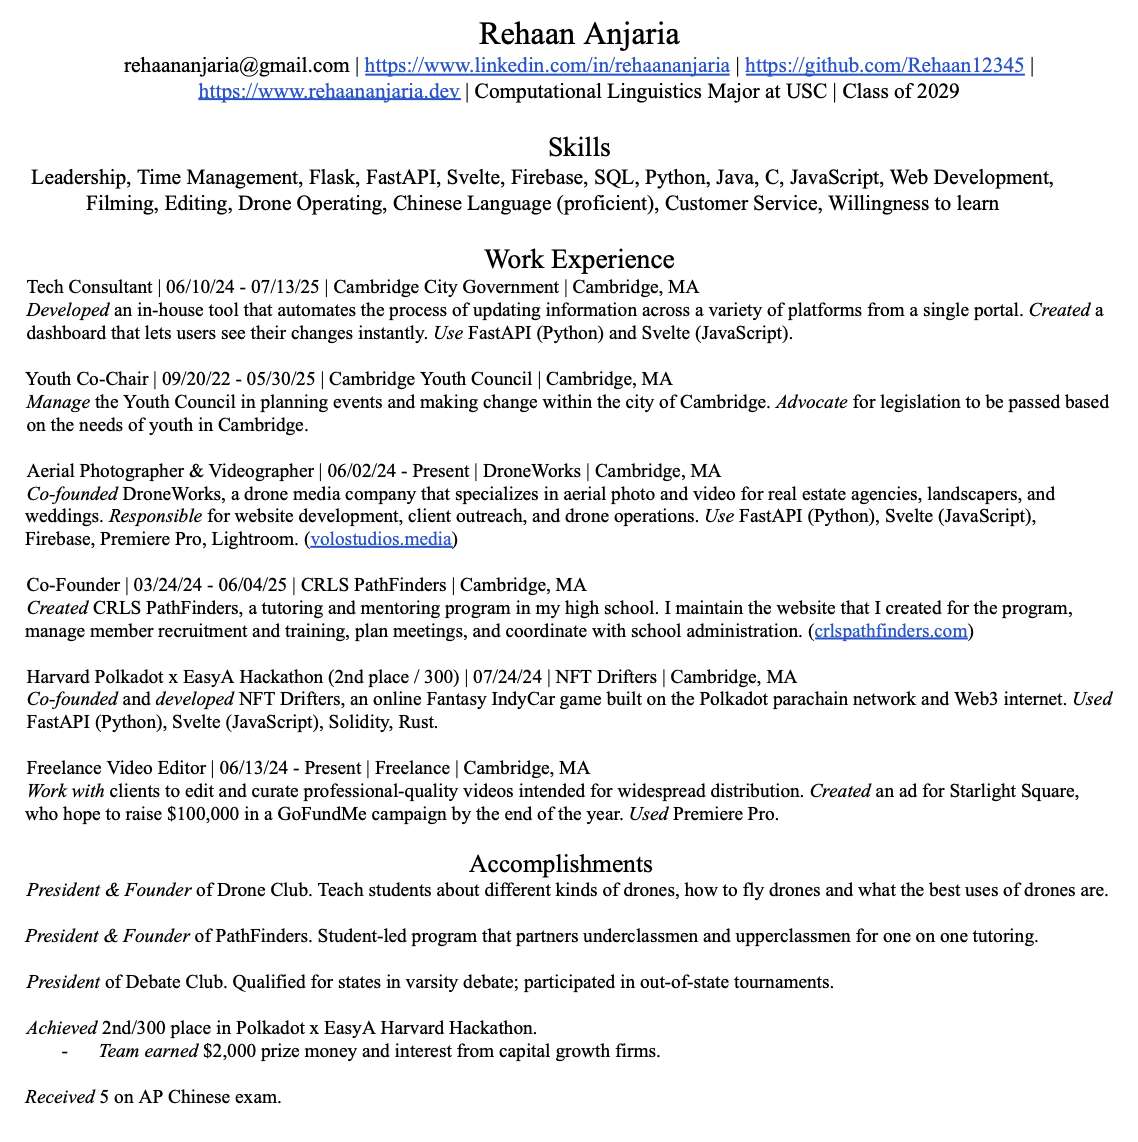 Rehaan Anjaria
rehaananjaria@gmail.com | https://www.linkedin.com/in/rehaananjaria | https://github.com/Rehaan12345 |
https://www.rehaananjaria.dev | Computational Linguistics Major at USC | Class of 2029
Skills
Leadership, Time Management, Flask, FastAPI, Svelte, Firebase, SQL, Python, Java, C, JavaScript, Web Development,
Filming, Editing, Drone Operating, Chinese Language (proficient), Customer Service, Willingness to learn
Work Experience
Tech Consultant | 06/10/24 - 07/13/25 | Cambridge City Government | Cambridge, MA
Developed an in-house tool that automates the process of updating information across a variety of platforms from a single portal. Created a
dashboard that lets users see their changes instantly. Use FastAPI (Python) and Svelte (JavaScript).
Youth Co-Chair | 09/20/22 - 05/30/25 | Cambridge Youth Council | Cambridge, MA
Manage the Youth Council in planning events and making change within the city of Cambridge. Advocate for legislation to be passed based
on the needs of youth in Cambridge.
Aerial Photographer & Videographer | 06/02/24 - Present | DroneWorks | Cambridge, MA
Co-founded DroneWorks, a drone media company that specializes in aerial photo and video for real estate agencies, landscapers, and
weddings. Responsible for website development, client outreach, and drone operations. Use FastAPI (Python), Svelte (JavaScript),
Firebase, Premiere Pro, Lightroom. (volostudios.media)
Co-Founder | 03/24/24 - 06/04/25 | CRLS PathFinders | Cambridge, MA
Created CRLS PathFinders, a tutoring and mentoring program in my high school. I maintain the website that I created for the program,
manage member recruitment and training, plan meetings, and coordinate with school administration. (crlspathfinders.com)
Harvard Polkadot x EasyA Hackathon (2nd place / 300) | 07/24/24 | NFT Drifters | Cambridge, MA
Co-founded and developed NFT Drifters, an online Fantasy IndyCar game built on the Polkadot parachain network and Web3 internet. Used
FastAPI (Python), Svelte (JavaScript), Solidity, Rust.
Freelance Video Editor | 06/13/24 - Present | Freelance | Cambridge, MA
Work with clients to edit and curate professional-quality videos intended for widespread distribution. Created an ad for Starlight Square,
who hope to raise $100,000 in a GoFundMe campaign by the end of the year. Used Premiere Pro.
Accomplishments
President & Founder of Drone Club. Teach students about different kinds of drones, how to fly drones and what the best uses of drones are.
President & Founder of PathFinders. Student-led program that partners underclassmen and upperclassmen for one on one tutoring.
President of Debate Club. Qualified for states in varsity debate; participated in out-of-state tournaments.
Achieved 2nd/300 place in Polkadot x EasyA Harvard Hackathon.
- Team earned $2,000 prize money and interest from capital growth firms.
Received 5 on AP Chinese exam.